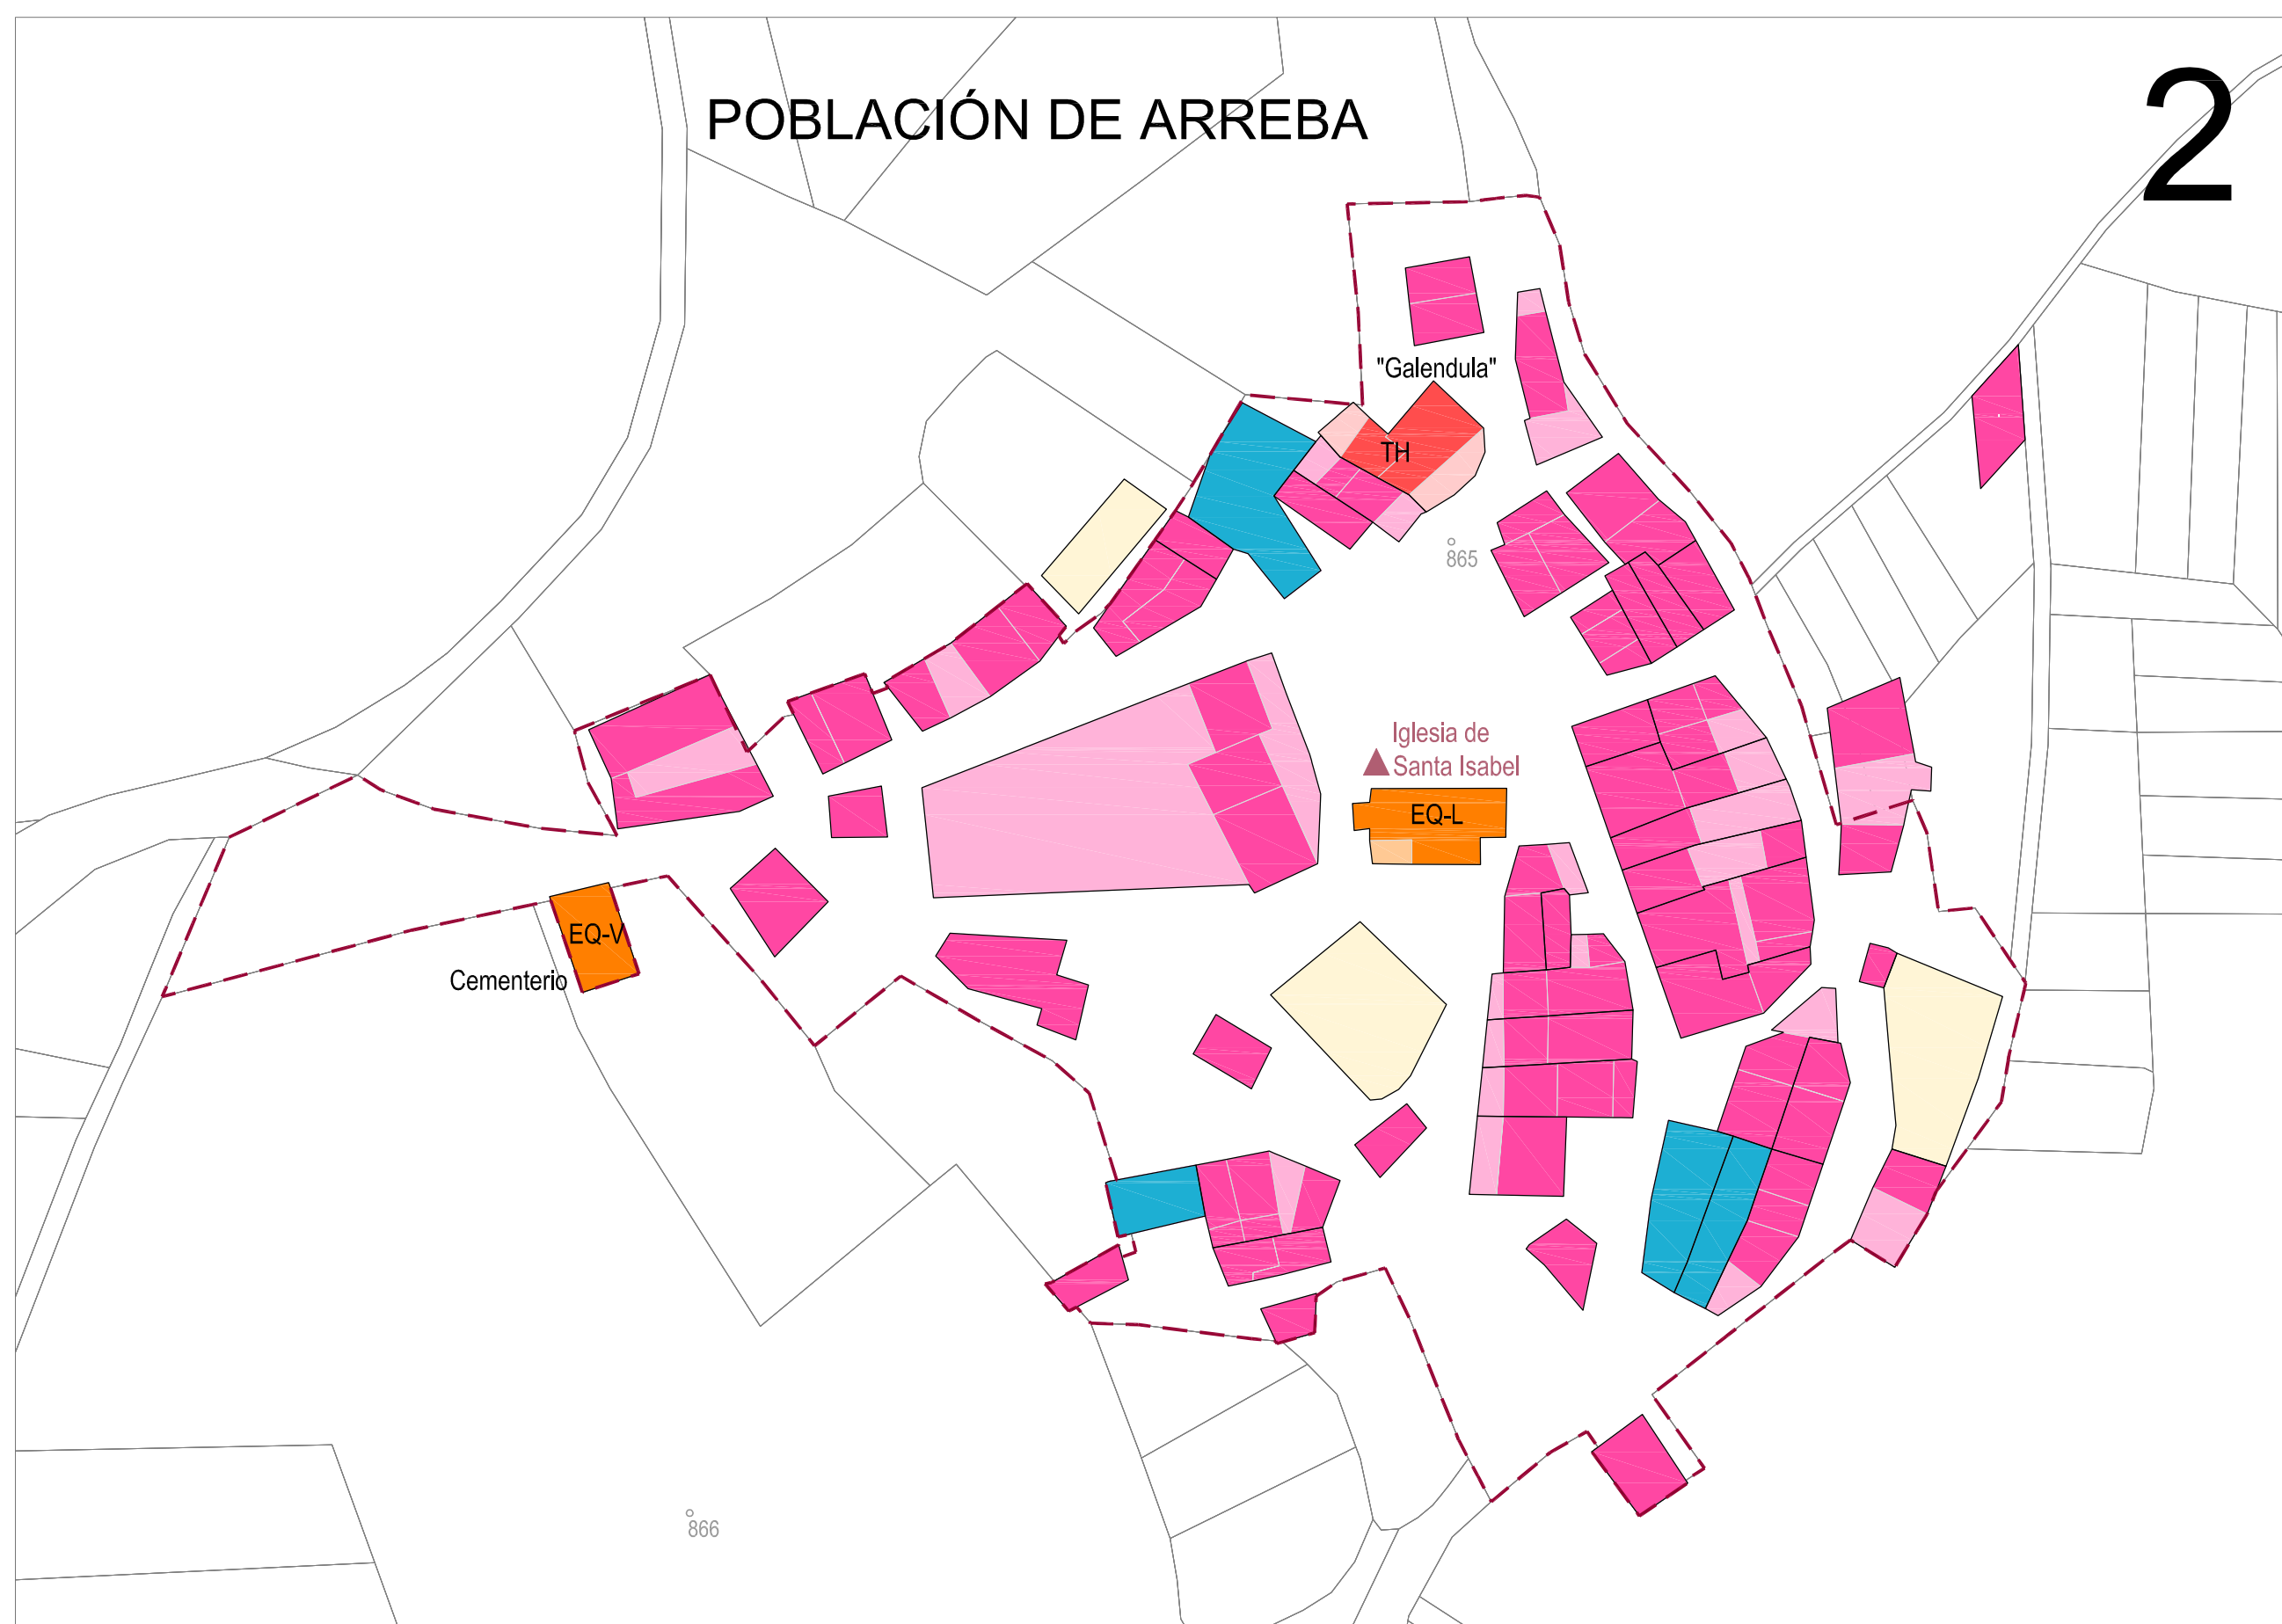 POBLACIÓN DE ARREBA
2
"Galendula"
TH
865
Iglesia de
Santa Isabel
EQ-L
EQ-V
Cementerio
866